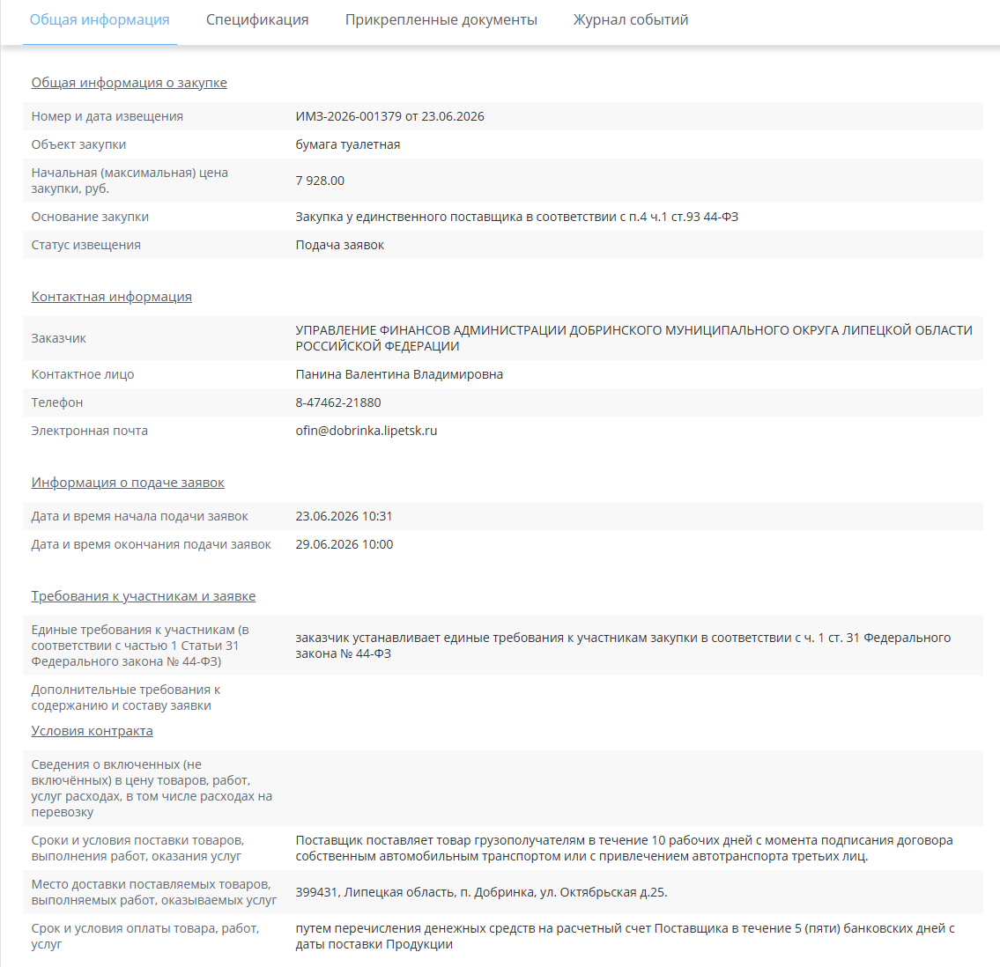 Общая информация
Спецификация
Прикрепленные документы
Журнал событий
Общая информация о закупке
Номер и дата извещения
ИМЗ-2026-001379 от 23.06.2026
Объект закупки
бумага туалетная
Начальная (максимальная) цена
закупки, руб.
7 928.00
Основание закупки
Закупка у единственного поставщика в соответствии с п.4 ч.1 ст.93 44-ФЗ
Статус извещения
Подача заявок
Контактная информация
Заказчик
УПРАВЛЕНИЕ ФИНАНСОВ АДМИНИСТРАЦИИ ДОБРИНСКОГО МУНИЦИПАЛЬНОГО ОКРУГА ЛИПЕЦКОЙ ОБЛАСТИ
РОССИЙСКОЙ ФЕДЕРАЦИИ
Контактное лицо
Панина Валентина Владимировна
Телефон
8-47462-21880
Электронная почта
ofin@dobrinka.lipetsk.ru
Информация о подаче заявок
Дата и время начала подачи заявок
23.06.2026 10:31
Дата и время окончания подачи заявок
29.06.2026 10:00
Требования к участникам и заявке
Единые требования к участникам (в
соответствии с частью 1 Статьи 31
Федерального закона № 44-ФЗ)
заказчик устанавливает единые требования к участникам закупки в соответствии с ч. 1 ст. 31 Федерального
закона № 44-ФЗ
Дополнительные требования к
содержанию и составу заявки
Условия контракта
Сведения о включенных (не
включённых) в цену товаров, работ,
услуг расходах, в том числе расходах на
перевозку
Сроки и условия поставки товаров,
выполнения работ, оказания услуг
Поставщик поставляет товар грузополучателям в течение 10 рабочих дней с момента подписания договора
собственным автомобильным транспортом или с привлечением автотранспорта третьих лиц.
Место доставки поставляемых товаров,
выполняемых работ, оказываемых услуг
399431, Липецкая область, п. Добринка, ул. Октябрьская д.25.
Срок и условия оплаты товара, работ,
услуг
путем перечисления денежных средств на расчетный счет Поставщика в течение 5 (пяти) банковских дней с
даты поставки Продукции